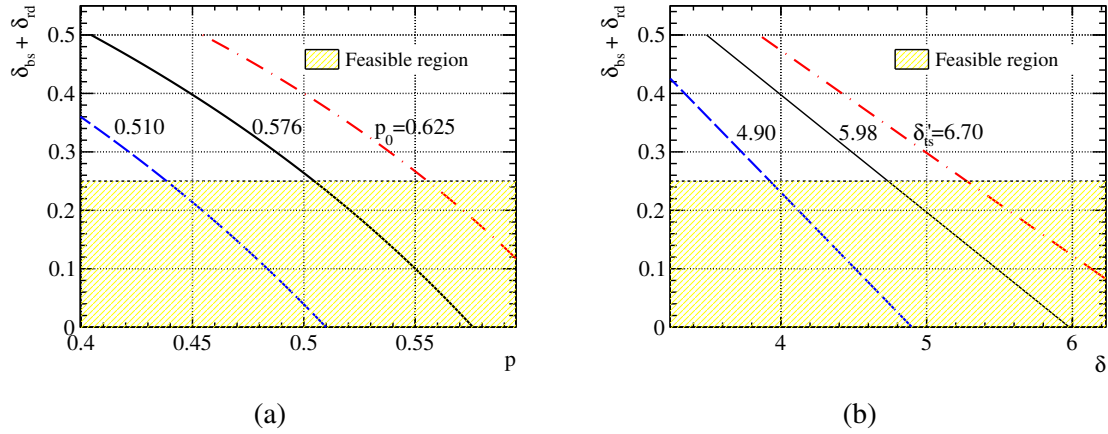 δbs + δrd
0.5
0.4
0.3
0.2
0.1
0
0.4
0.45
0.5
0.55
p
Feasible region
0.510
0.576
p0=0.625
(a)
δbs + δrd
0.5
0.4
0.3
0.2
0.1
0
4
5
6
δ
Feasible region
4.90
5.98
δ'ts=6.70
(b)